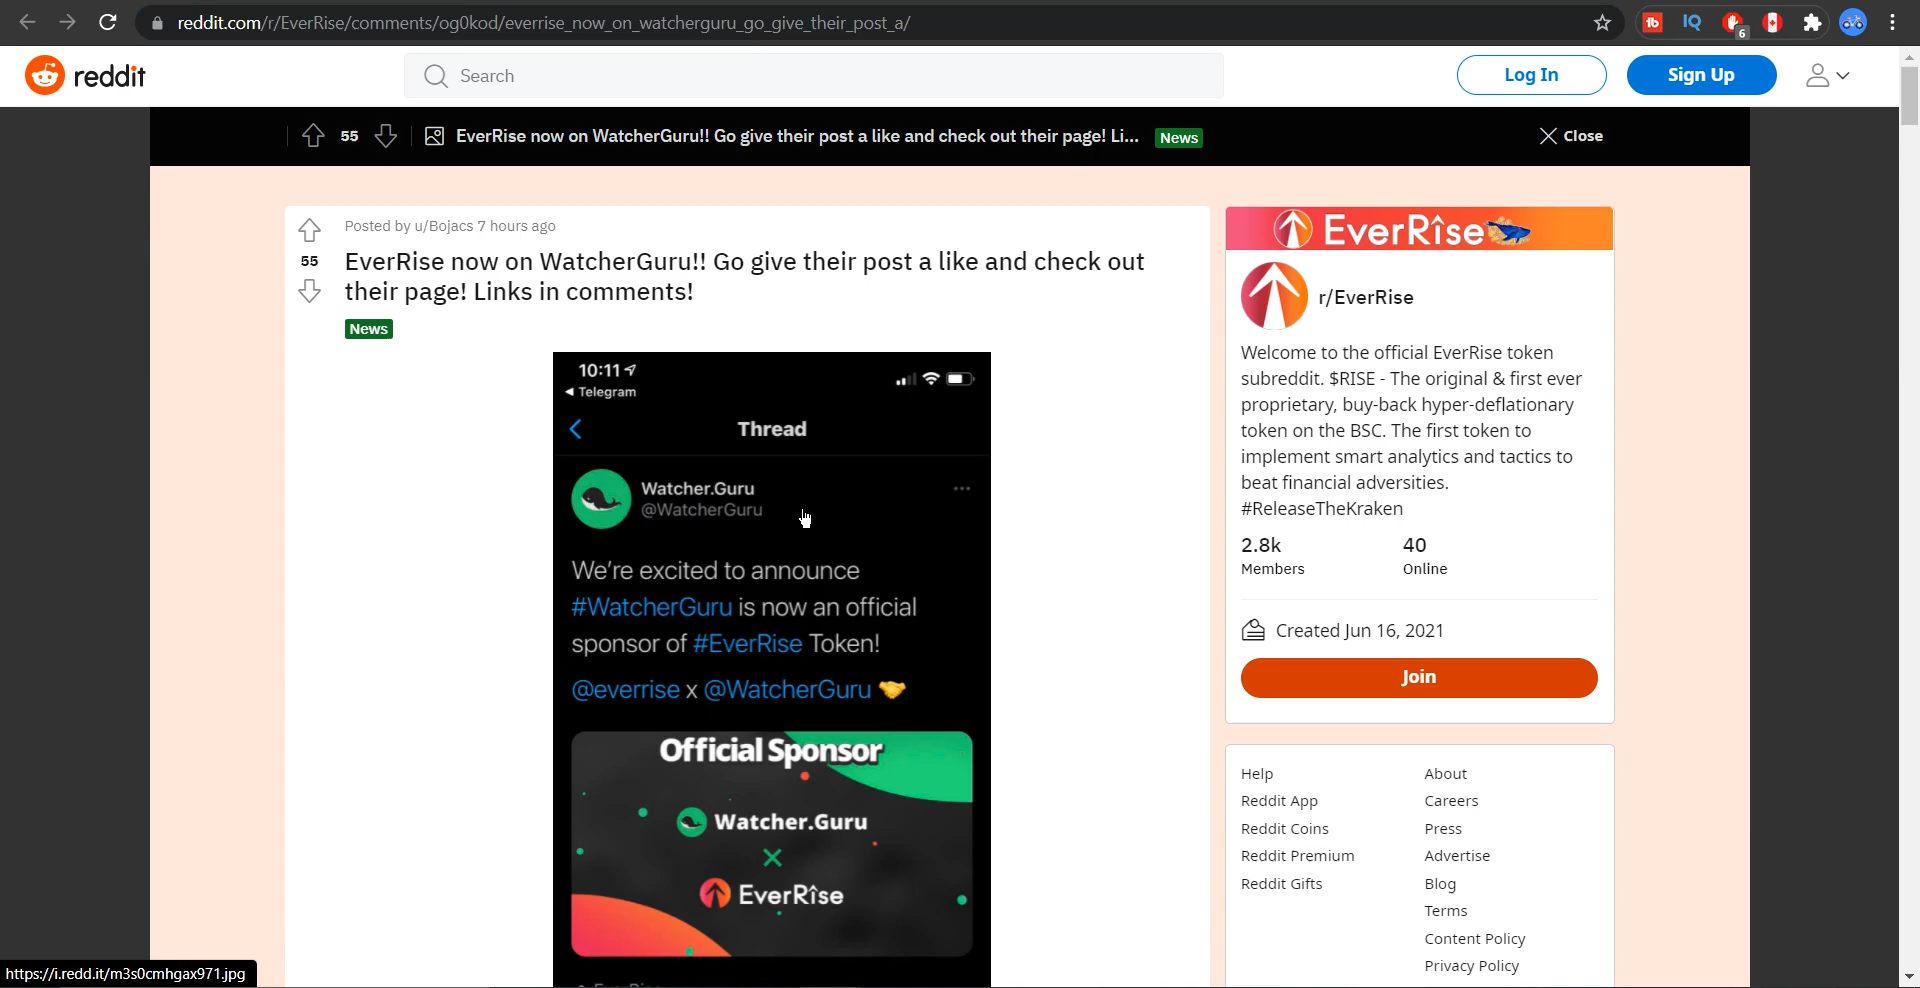 reddit.com/r/EverRise/comments/og0kod/everrise_now_on_watcherguru_go_give_their_post_a/
tb
IQ
6
reddit
Search
Log In
Sign Up
55
EverRise now on WatcherGuru!! Go give their post a like and check out their page! Li...
News
Close
Posted by u/Bojacs 7 hours ago
55
EverRise now on WatcherGuru!! Go give their post a like and check out
their page! Links in comments!
News
10:11
Telegram
Thread
Watcher.Guru
@WatcherGuru
We're excited to announce
#WatcherGuru is now an official
sponsor of #EverRise Token!
@everrise x @WatcherGuru 🤝
Official Sponsor
Watcher.Guru
EverRîse
EverRîse
r/EverRise
Welcome to the official EverRise token
subreddit. $RISE - The original & first ever
proprietary, buy-back hyper-deflationary
token on the BSC. The first token to
implement smart analytics and tactics to
beat financial adversities.
#ReleaseTheKraken
2.8k
Members
40
Online
Created Jun 16, 2021
Join
Help
Reddit App
Reddit Coins
Reddit Premium
Reddit Gifts
About
Careers
Press
Advertise
Blog
Terms
Content Policy
Privacy Policy
https://i.redd.it/m3s0cmhgax971.jpg